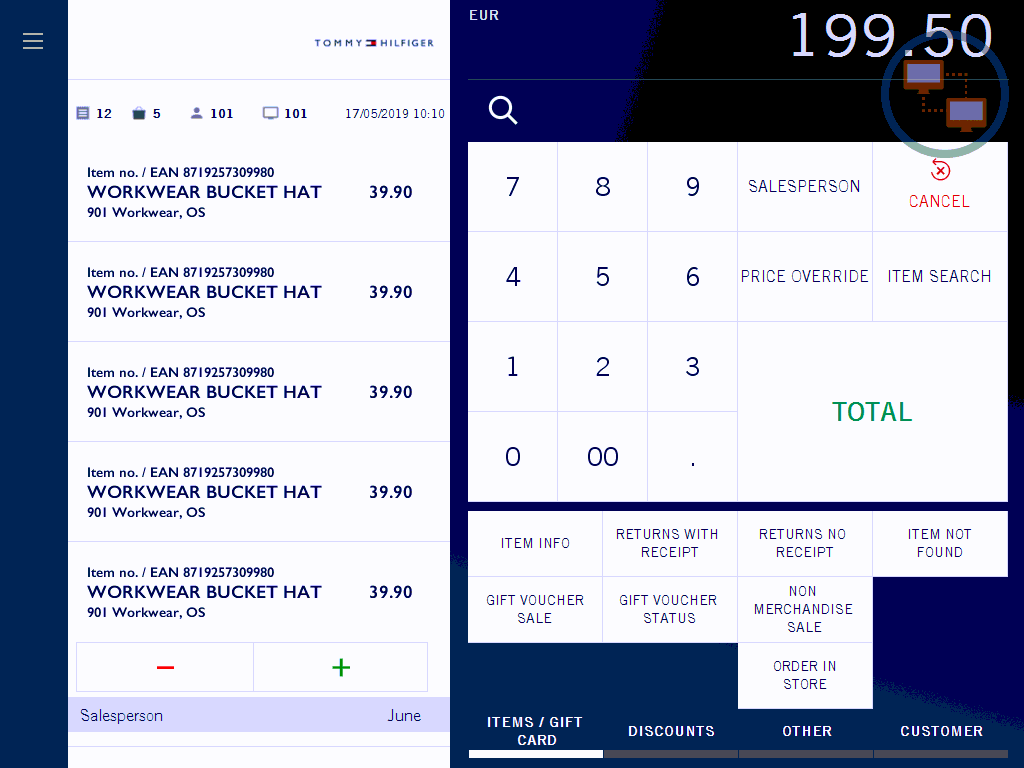 TOMMY HILFIGER
12 5 101 101 17/05/2019 10:10
Item no. / EAN 8719257309980
WORKWEAR BUCKET HAT 39.90
901 Workwear, OS
Item no. / EAN 8719257309980
WORKWEAR BUCKET HAT 39.90
901 Workwear, OS
Item no. / EAN 8719257309980
WORKWEAR BUCKET HAT 39.90
901 Workwear, OS
Item no. / EAN 8719257309980
WORKWEAR BUCKET HAT 39.90
901 Workwear, OS
Item no. / EAN 8719257309980
WORKWEAR BUCKET HAT 39.90
901 Workwear, OS
− +
Salesperson June
EUR
199.50
7 8 9 SALESPERSON CANCEL
4 5 6 PRICE OVERRIDE ITEM SEARCH
1 2 3
TOTAL
0 00 .
ITEM INFO
RETURNS WITH
RECEIPT
RETURNS NO
RECEIPT
ITEM NOT
FOUND
GIFT VOUCHER
SALE
GIFT VOUCHER
STATUS
NON
MERCHANDISE
SALE
ORDER IN
STORE
ITEMS / GIFT
CARD
DISCOUNTS
OTHER
CUSTOMER